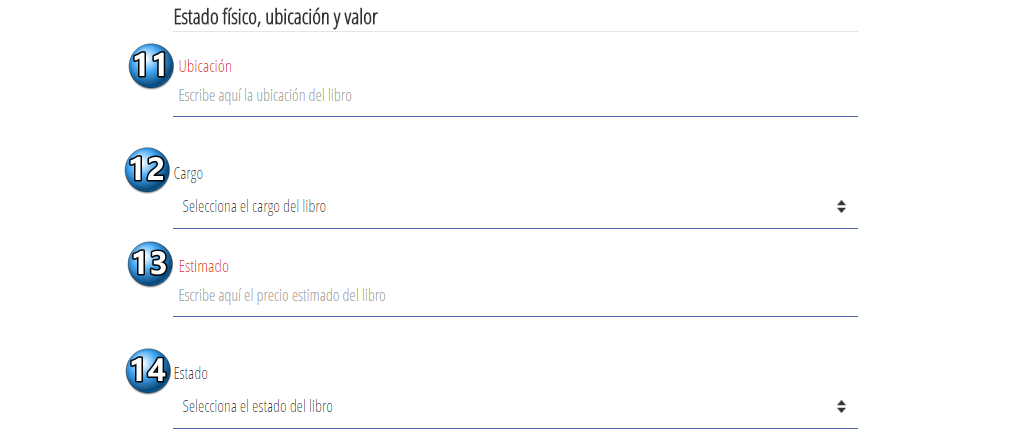 Estado físico, ubicación y valor
11 Ubicación
Escribe aquí la ubicación del libro
12 Cargo
Selecciona el cargo del libro
13 Estimado
Escribe aquí el precio estimado del libro
14 Estado
Selecciona el estado del libro